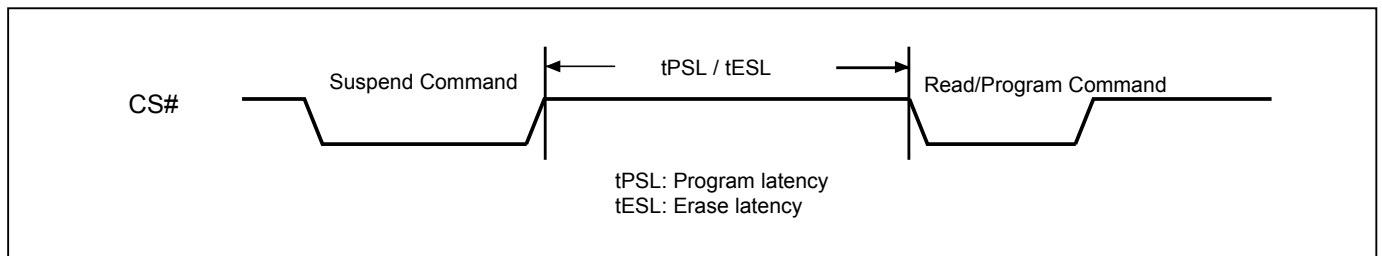 Suspend Command
tPSL / tESL
Read/Program Command
CS#
tPSL: Program latency
tESL: Erase latency